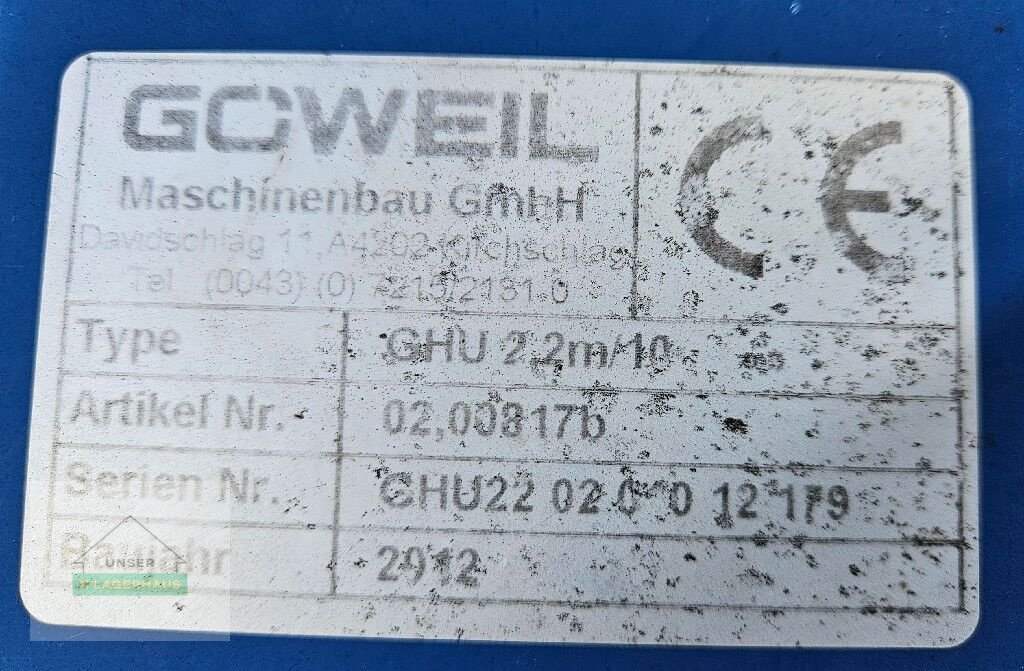 GÖWEIL
Maschinenbau GmbH
Davidschlag 11, A4202 Kirchschlag
Tel. (0043) (0) 7215/2131 0
CE
Type GHU 2,2m/10
Artikel Nr. 02,00817b
Serien Nr. GHU22 02 0 0 12 179
Baujahr 2012
UNSER
LAGERHAUS